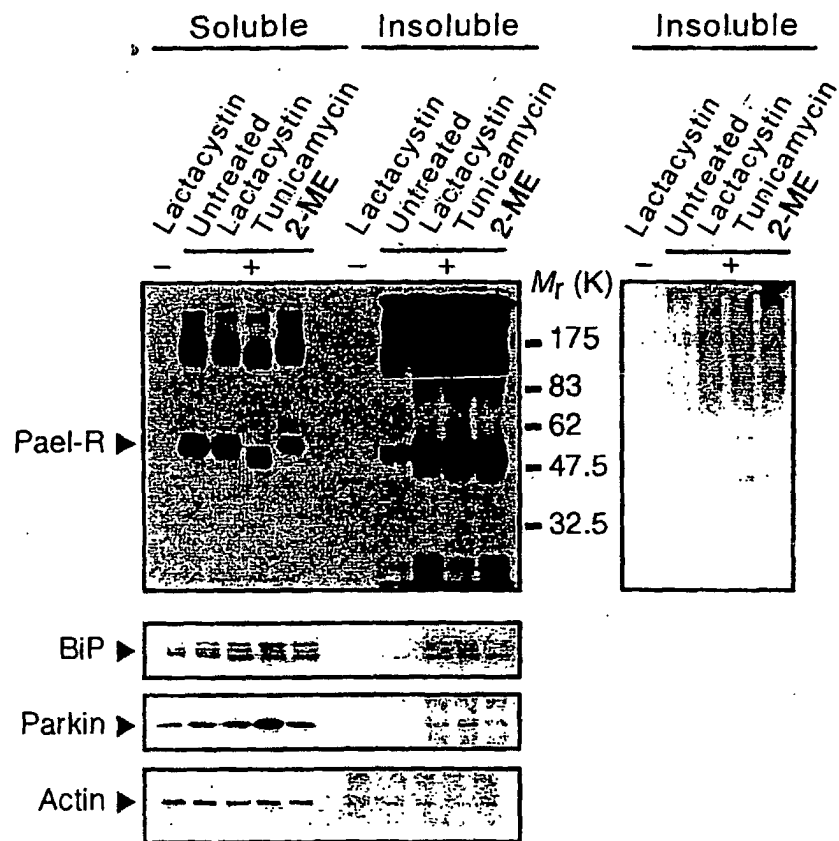 Soluble Insoluble Insoluble
Lactacystin Untreated Lactacystin Tunicamycin 2-ME Lactacystin Untreated Lactacystin Tunicamycin 2-ME Lactacystin Untreated Lactacystin Tunicamycin 2-ME
− + − + − +
Mr (K)
175
83
62
47.5
32.5
Pael-R
BiP
Parkin
Actin